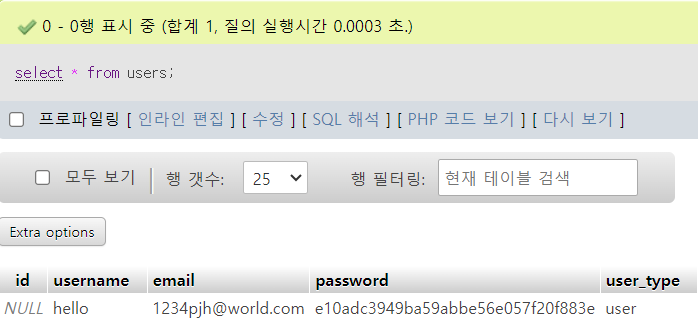 0 - 0행 표시 중 (합계 1, 질의 실행시간 0.0003 초.)
select * from users;
프로파일링 [ 인라인 편집 ] [ 수정 ] [ SQL 해석 ] [ PHP 코드 보기 ] [ 다시 보기 ]
모두 보기 행 갯수: 25 행 필터링: 현재 테이블 검색
Extra options
id username email password user_type
NULL hello 1234pjh@world.com e10adc3949ba59abbe56e057f20f883e user